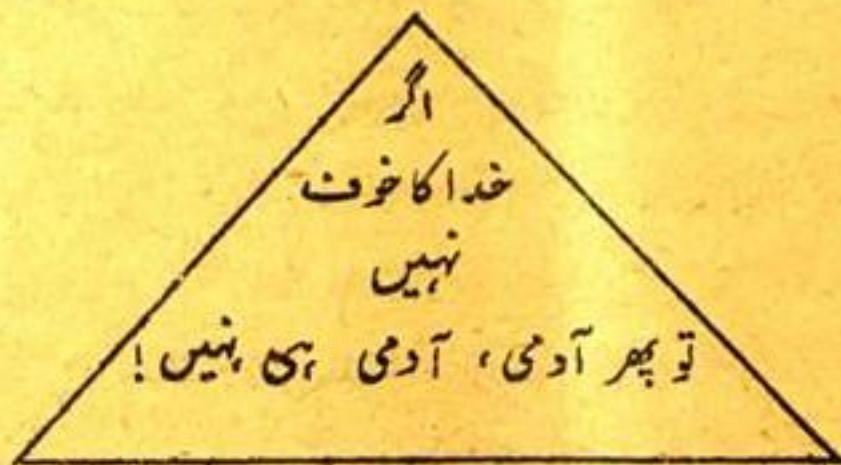 اگر
خدا کا خوف
نہیں
تو پھر آدمی، آدمی ہی نہیں!